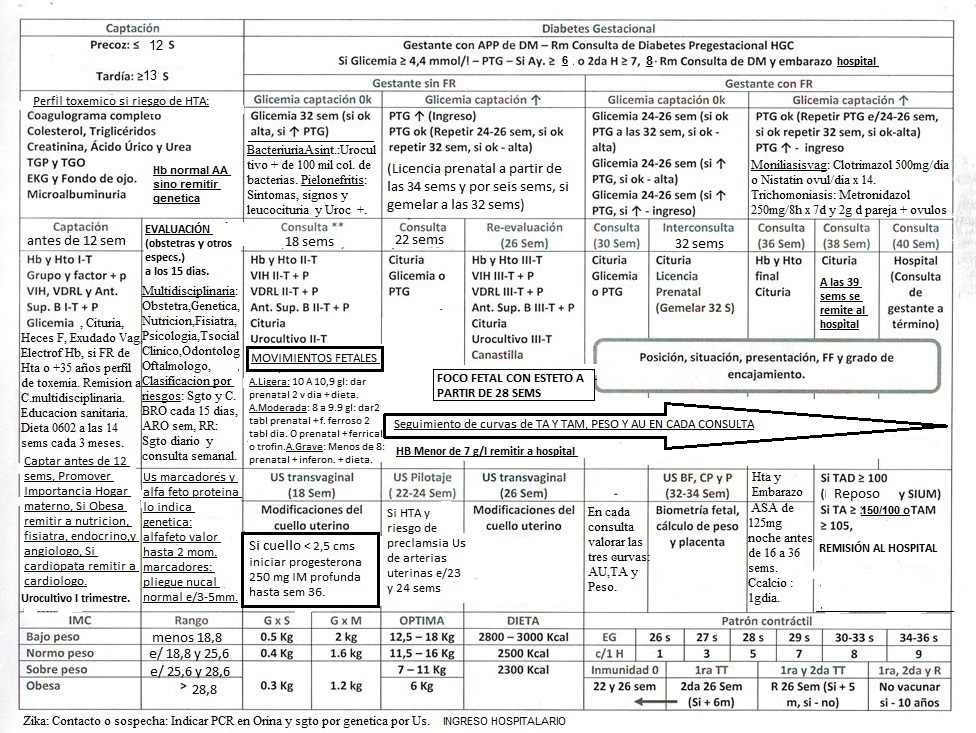 Captación
Diabetes Gestacional
Precoz: ≤ 12 S
Tardía: ≥13 S
Gestante con APP de DM – Rm Consulta de Diabetes Pregestacional HGC
Si Glicemia ≥ 4,4 mmol/! – PTG – Si Ay. ≥ 6 . o 2da H ≥ 7, 8· Rm Consulta de DM y embarazo hospital
Gestante sin FR
Gestante con FR
Perfil toxemico si riesgo de HTA:
Coagulograma completo
Colesterol, Triglicéridos
Creatinina, Ácido Úrico y Urea
TGP y TGO
EKG y Fondo de ojo.
Microalbuminuria
Hb normal AA
sino remitir
genetica
Glicemia captación 0k
Glicemia 32 sem (si ok
alta, si ↑ PTG)
BacteriuriaAsint.:Urocul
tivo + de 100 mil col. de
bacterias. Pielonefritis:
Sintomas, signos y
leucocituria y Uroc +.
Glicemia captación ↑
PTG ↑ (Ingreso)
PTG ok (Repetir 24-26 sem, si ok
repetir 32 sem, si ok - alta)
(Licencia prenatal a partir de
las 34 sems y por seis sems, si
gemelar a las 32 sems)
Glicemia captación 0k
Glicemia 24-26 sem (si ok
PTG a las 32 sem, si ok -
alta)
Glicemia 24-26 sem (si ↑
PTG, si ok - alta)
Glicemia 24-26 sem (si ↑
PTG, si ↑ - ingreso)
Glicemia captación ↑
PTG ok (Repetir PTG e/24-26 sem,
si ok repetir 32 sem, si ok-alta)
PTG ↑ - ingreso
Moniliasisvag: Clotrimazol 500mg/dia
o Nistatin ovul/dia x 14.
Trichomoniasis: Metronidazol
250mg/8h x 7d y 2g d pareja + ovulos
Captación
antes de 12 sem
Hb y Hto I-T
Grupo y factor + p
VIH, VDRL y Ant.
Sup. B I-T + P
Glicemia , Cituria,
Heces F, Exudado Vag
Electrof Hb, si FR de
Hta o +35 años perfil
de toxemia. Remision a
C.multidisciplinaria.
Educacion sanitaria.
Dieta 0602 a las 14
sems cada 3 meses.
EVALUACIÓN
(obstetras y otros
especs.)
a los 15 dias.
Multidisciplinaria:
Obstetra,Genetica,
Nutricion,Fisiatra,
Psicologia,Tsocial
Clinico,Odontolog
Oftalmologo,
Clasificacion por
riesgos: Sgto y C.
BRO cada 15 días,
ARO sem, RR:
Sgto diario y
consulta semanal.
Consulta **
18 sems
Hb y Hto II-T
VIH II-T + P
VDRL II-T + P
Ant. Sup. B II-T + P
Cituria
Urocultivo II-T
MOVIMIENTOS FETALES
A.Ligera: 10 A 10,9 gl: dar
prenatal 2 v dia + dieta.
A.Moderada: 8 a 9.9 gl: dar2
tabl prenatal +f. ferroso 2
tabl dia. O prenatal +ferrical
o trofin. A.Grave: Menos de 8:
prenatal + inferon. + dieta.
Consulta
22 sems
Cituria
Glicemia o
PTG
Re-evaluación
(26 Sem)
Hb y Hto III-T
VIH III-T + P
VDRL III-T + P
Ant. Sup. B III-T + P
Cituria
Urocultivo III-T
Canastilla
Consulta
(30 Sem)
Cituria
Glicemia
o PTG
Interconsulta
32 sems
Cituria
Licencia
Prenatal
(Gemelar 32 S)
Consulta
(36 Sem)
Hb y Hto
final
Cituria
Consulta
(38 Sem)
Cituria
A las 39
sems se
remite al
hospital
Consulta
(40 Sem)
Hospital
(Consulta
de
gestante a
término)
Posición, situación, presentación, FF y grado de
encajamiento.
FOCO FETAL CON ESTETO A
PARTIR DE 28 SEMS
Seguimiento de curvas de TA Y TAM, PESO Y AU EN CADA CONSULTA
HB Menor de 7 g/l remitir a hospital
Captar antes de 12
sems, Promover
Importancia Hogar
materno, Si Obesa
remitir a nutricion,
fisiatra, endocrino,y
angiologo, Si
cardiopata remitir a
cardiologo.
Urocultivo I trimestre.
Us marcadores y
alfa feto proteina
lo indica
genetica:
alfafeto valor
hasta 2 mom.
marcadores:
pliegue nucal
normal e/3-5mm.
US transvaginal
(18 Sem)
Modificaciones del
cuello uterino
Si cuello < 2,5 cms
iniciar progesterona
250 mg IM profunda
hasta sem 36.
US Pilotaje
( 22-24 Sem)
Si HTA y
riesgo de
preclamsia Us
de arterias
uterinas e/23
y 24 sems
US transvaginal
(26 Sem)
Modificaciones del
cuello uterino
-
En cada
consulta
valorar las
tres curvas:
AU,TA y
Peso.
US BF, CP y P
(32-34 Sem)
Biometría fetal,
cálculo de peso
y placenta
Hta y
Embarazo
ASA de
125mg
noche antes
de 16 a 36
sems.
Ccalcio :
1gdia.
Si TAD ≥ 100
( Reposo y SIUM)
Si TA ≥ 150/100 oTAM
≥ 105,
REMISIÓN AL HOSPITAL
IMC Rango G x S G x M OPTIMA DIETA Patrón contráctil
Bajo peso menos 18,8 0.5 Kg 2 kg 12,5 – 18 Kg 2800 – 3000 Kcal EG 26 s 27 s 28 s 29 s 30-33 s 34-36 s
Normo peso e/ 18,8 y 25,6 0.4 Kg 1.6 kg 11,5 – 16 Kg 2500 Kcal c/1 H 1 3 5 7 8 9
Sobre peso e/ 25,6 y 28,6 7 – 11 Kg 2300 Kcal Inmunidad 0 1ra TT 1ra y 2da TT 1ra, 2da y R
Obesa > 28,8 0.3 Kg 1.2 kg 6 Kg 22 y 26 sem 2da 26 Sem R 26 Sem (Si + 5 No vacunar
(Si + 6m) m, si - no) si - 10 años
Zika: Contacto o sospecha: Indicar PCR en Orina y sgto por genetica por Us. INGRESO HOSPITALARIO